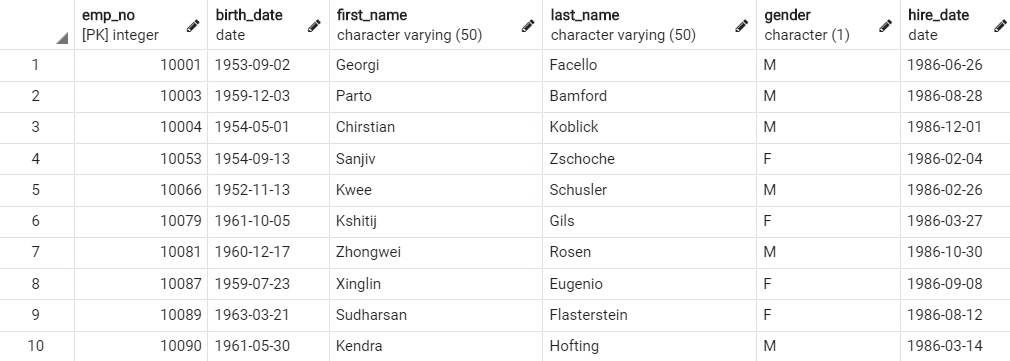 emp_no birth_date first_name last_name gender hire_date
[PK] integer date character varying (50) character varying (50) character (1) date
1 10001 1953-09-02 Georgi Facello M 1986-06-26
2 10003 1959-12-03 Parto Bamford M 1986-08-28
3 10004 1954-05-01 Chirstian Koblick M 1986-12-01
4 10053 1954-09-13 Sanjiv Zschoche F 1986-02-04
5 10066 1952-11-13 Kwee Schusler M 1986-02-26
6 10079 1961-10-05 Kshitij Gils F 1986-03-27
7 10081 1960-12-17 Zhongwei Rosen M 1986-10-30
8 10087 1959-07-23 Xinglin Eugenio F 1986-09-08
9 10089 1963-03-21 Sudharsan Flasterstein F 1986-08-12
10 10090 1961-05-30 Kendra Hofting M 1986-03-14